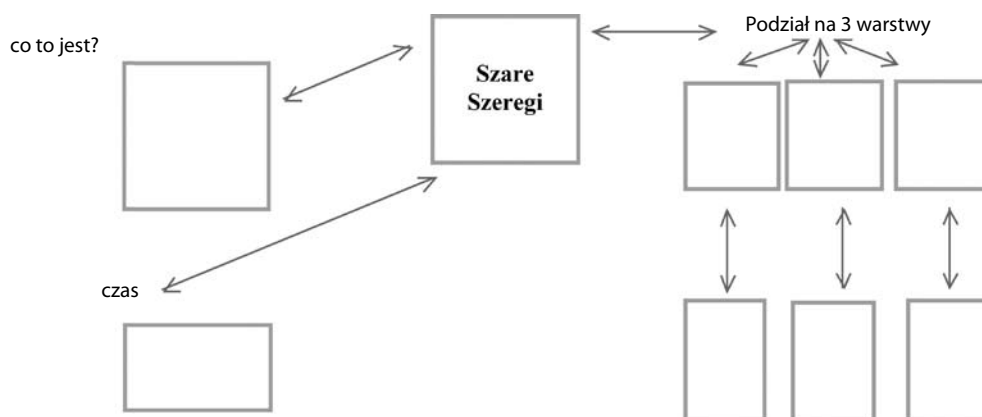 co to jest?
Szare
Szeregi
Podział na 3 warstwy
czas